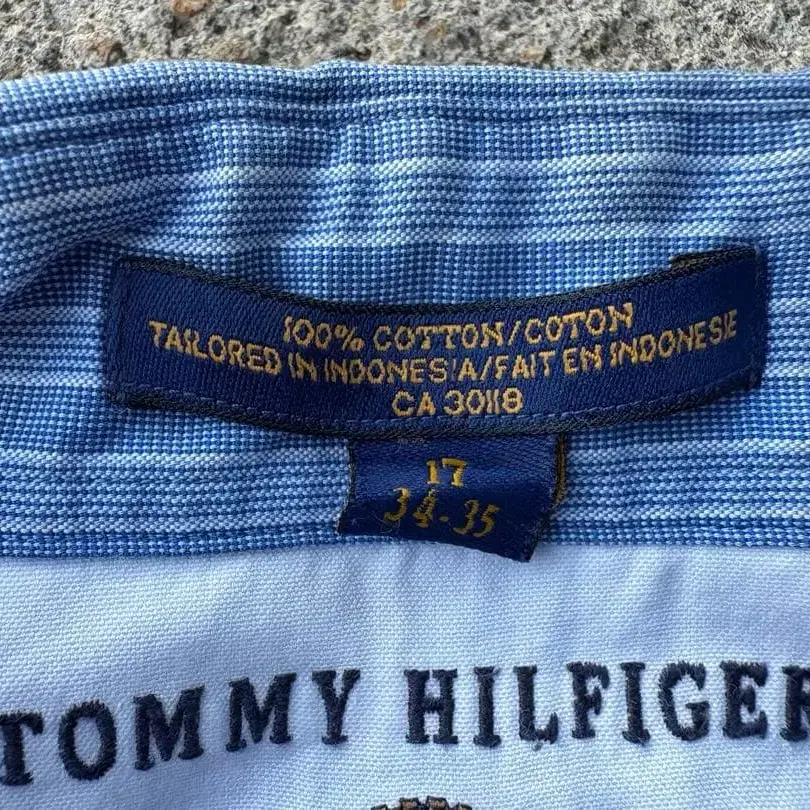 100% COTTON/COTON
TAILORED IN INDONESIA/FAIT EN INDONESIE
CA 30118
17
34-35
TOMMY HILFIGER